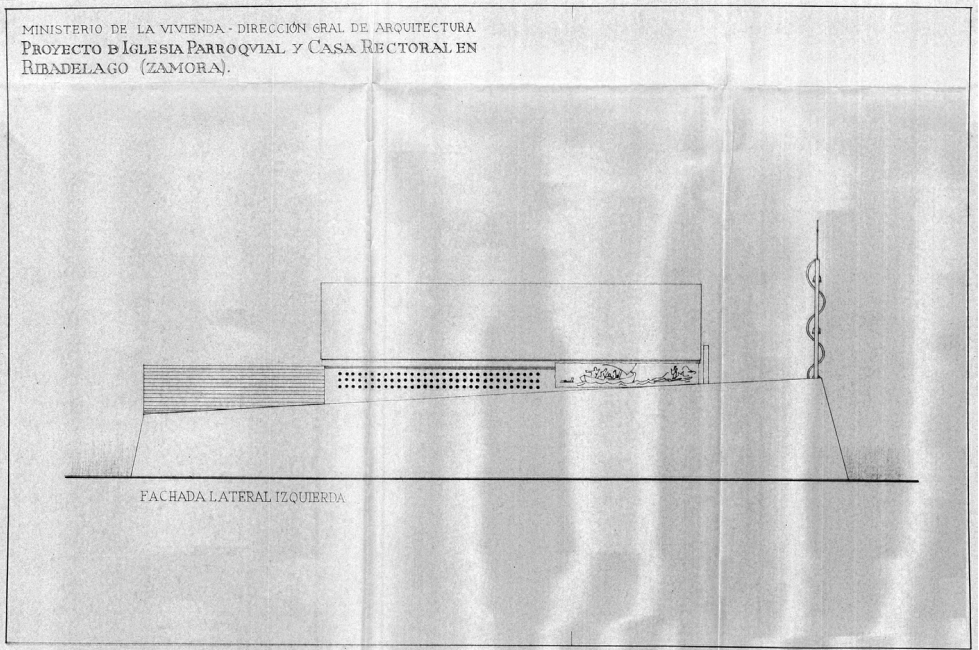 MINISTERIO DE LA VIVIENDA - DIRECCIÓN GRAL DE ARQUITECTURA
PROYECTO DE IGLESIA PARROQVIAL Y CASA RECTORAL EN
RIBADELAGO (ZAMORA).
FACHADA LATERAL IZQUIERDA